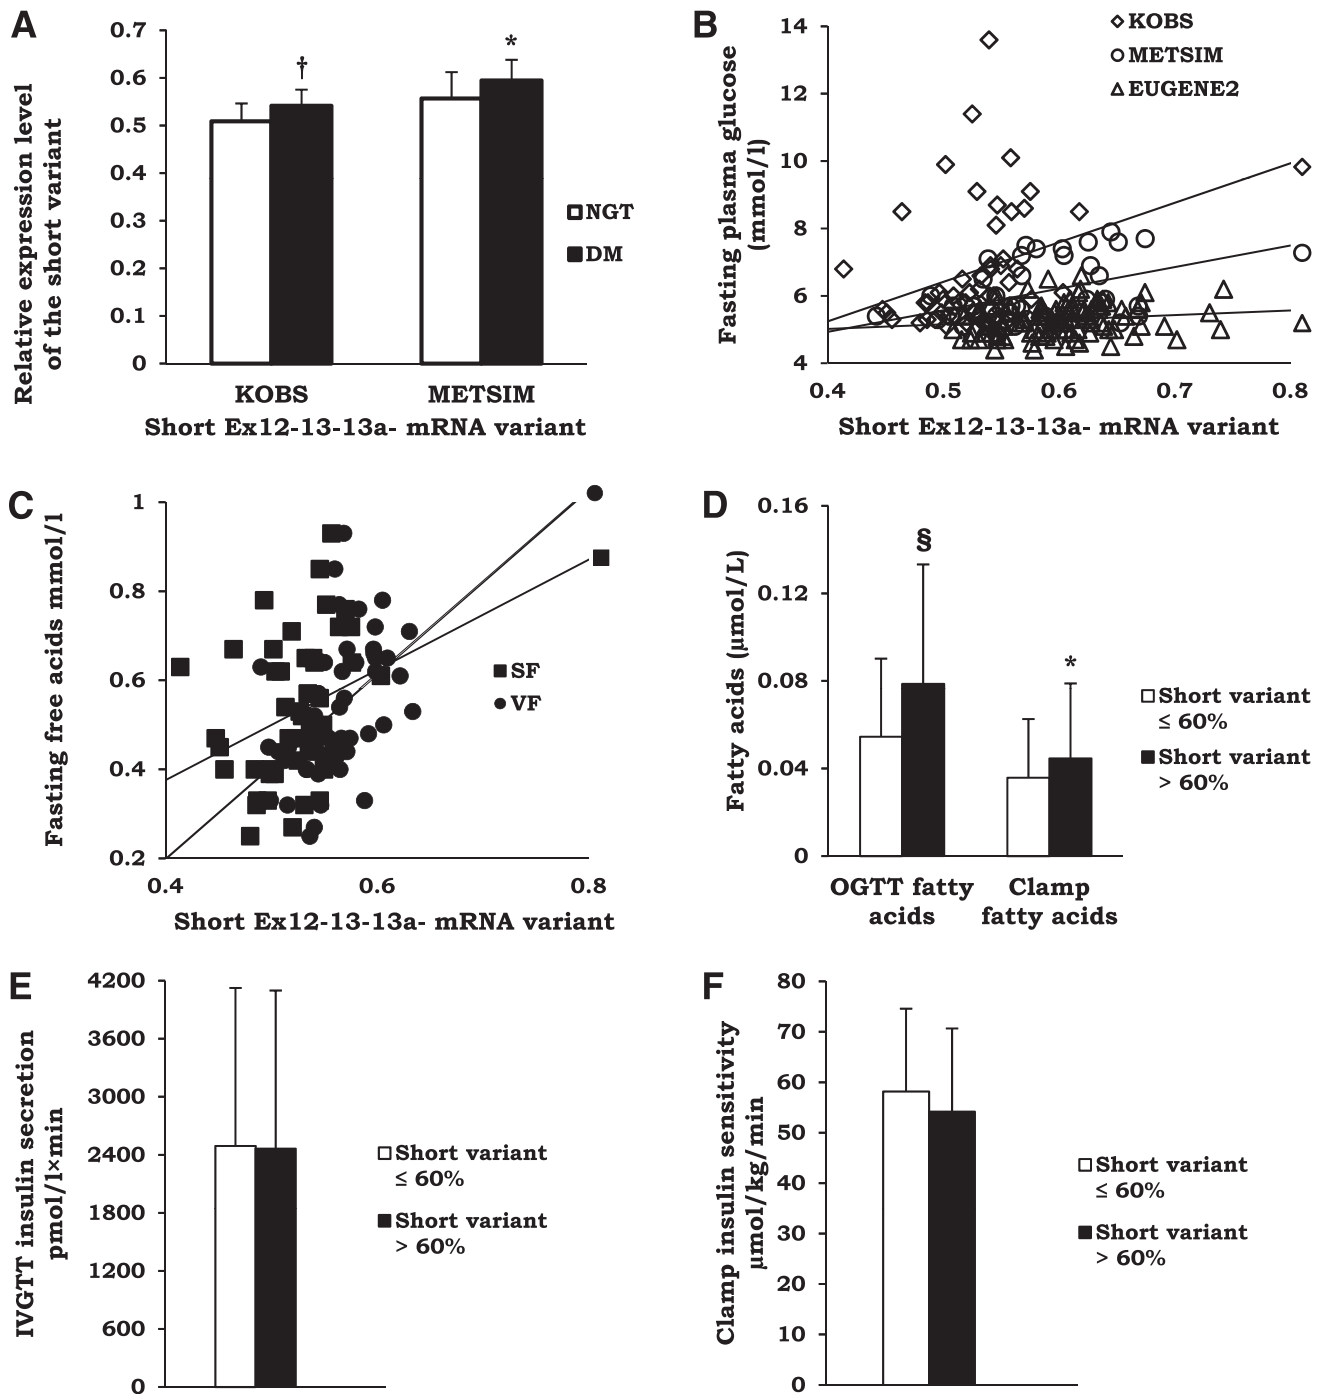 A
Relative expression level
of the short variant
0.7
0.6
0.5
0.4
0.3
0.2
0.1
0
†
*
NGT
DM
KOBS METSIM
Short Ex12-13-13a- mRNA variant
B
Fasting plasma glucose
(mmol/l)
14
12
10
8
6
4
KOBS
METSIM
EUGENE2
0.4 0.5 0.6 0.7 0.8
Short Ex12-13-13a- mRNA variant
C
Fasting free acids mmol/l
1
0.8
0.6
0.4
0.2
SF
VF
0.4 0.6 0.8
Short Ex12-13-13a- mRNA variant
D
Fatty acids (µmol/L)
0.16
0.12
0.08
0.04
0
§
*
Short variant
≤ 60%
Short variant
> 60%
OGTT fatty
acids
Clamp
fatty acids
E
IVGTT insulin secretion
pmol/l×min
4200
3600
3000
2400
1800
1200
600
0
Short variant
≤ 60%
Short variant
> 60%
F
Clamp insulin sensitivity
µmol/kg/min
80
70
60
50
40
30
20
10
0
Short variant
≤ 60%
Short variant
> 60%